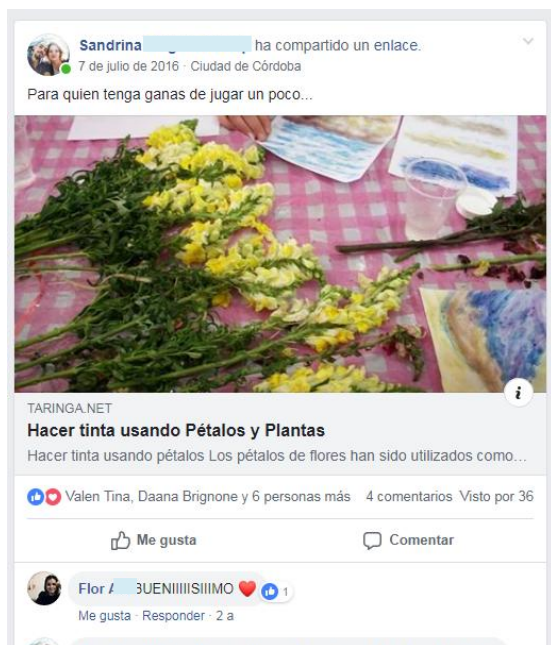 Sandrina ha compartido un enlace.
7 de julio de 2016 · Ciudad de Córdoba
Para quien tenga ganas de jugar un poco...
i
TARINGA.NET
Hacer tinta usando Pétalos y Plantas
Hacer tinta usando pétalos Los pétalos de flores han sido utilizados como…
Valen Tina, Daana Brignone y 6 personas más 4 comentarios Visto por 36
Me gusta Comentar
Flor BUENIIIIISIIIMO ❤️ 1
Me gusta · Responder · 2 a